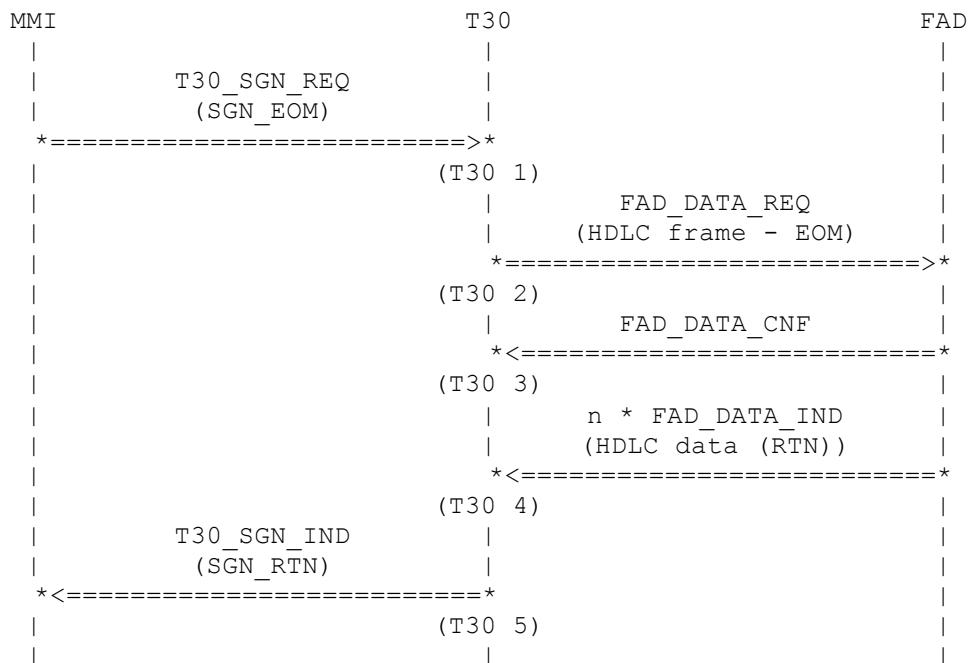 MMI T30 FAD
T30_SGN_REQ
(SGN_EOM)
(T30 1)
FAD_DATA_REQ
(HDLC frame - EOM)
(T30 2)
FAD_DATA_CNF
(T30 3)
n * FAD_DATA_IND
(HDLC data (RTN))
(T30 4)
T30_SGN_IND
(SGN_RTN)
(T30 5)